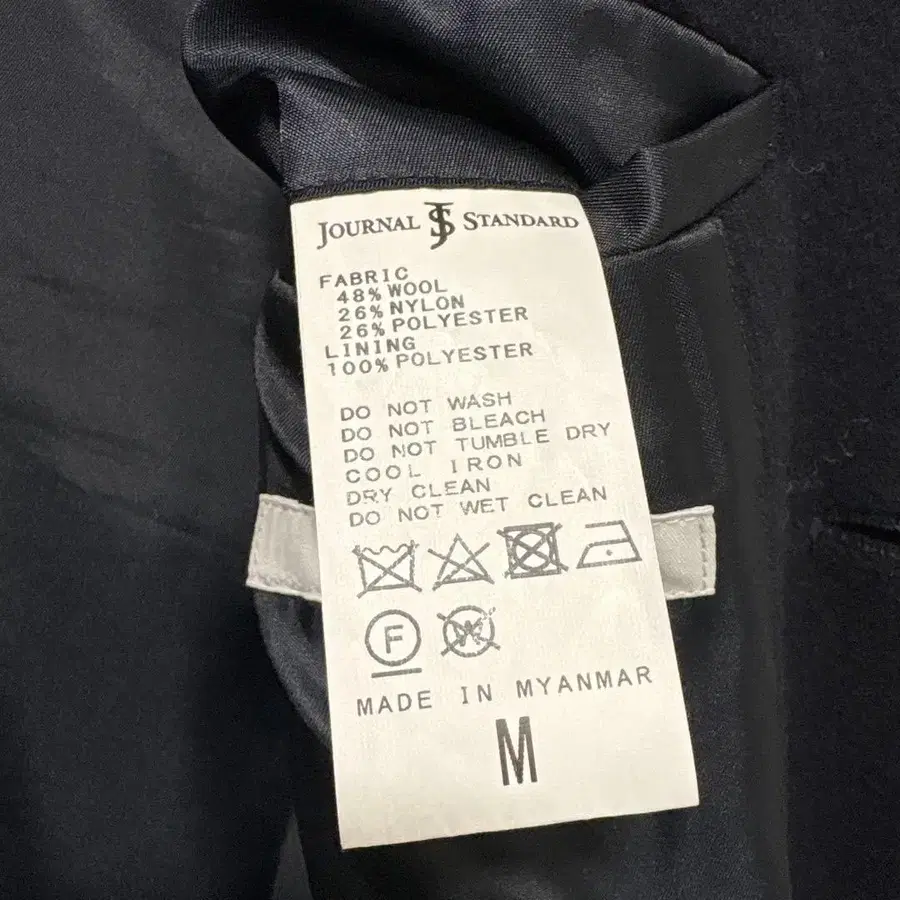 JOURNAL JS STANDARD
FABRIC
48% WOOL
26% NYLON
26% POLYESTER
LINING
100% POLYESTER
DO NOT WASH
DO NOT BLEACH
DO NOT TUMBLE DRY
COOL IRON
DRY CLEAN
DO NOT WET CLEAN
F W
MADE IN MYANMAR
M